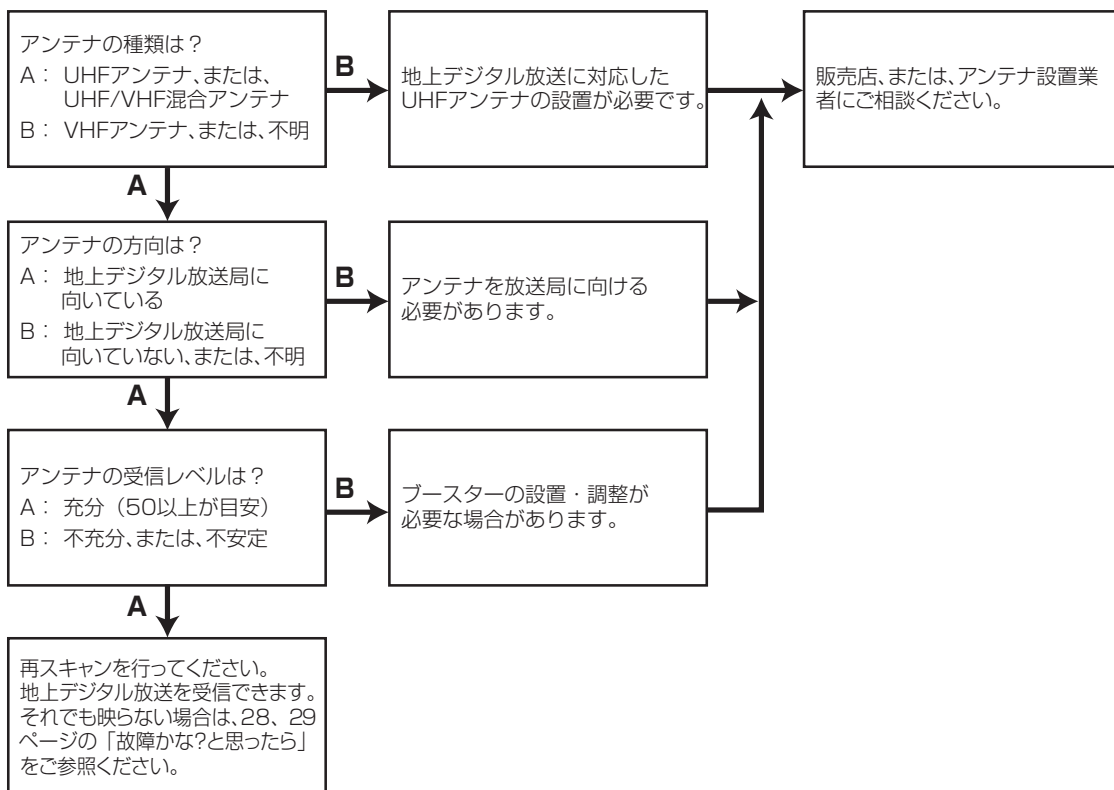 アンテナの種類は？
A： UHFアンテナ、または、
UHF/VHF混合アンテナ
B： VHFアンテナ、または、不明
B
地上デジタル放送に対応した
UHFアンテナの設置が必要です。
販売店、または、アンテナ設置業
者にご相談ください。
A
アンテナの方向は？
A： 地上デジタル放送局に
向いている
B： 地上デジタル放送局に
向いていない、または、不明
B
アンテナを放送局に向ける
必要があります。
A
アンテナの受信レベルは？
A： 充分（50以上が目安）
B： 不充分、または、不安定
B
ブースターの設置・調整が
必要な場合があります。
A
再スキャンを行ってください。
地上デジタル放送を受信できます。
それでも映らない場合は、28、29
ページの「故障かな?と思ったら」
をご参照ください。